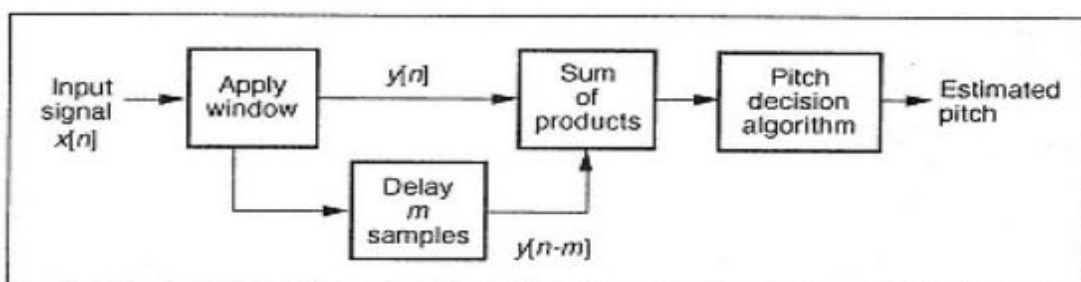 Input
signal
x[n]
Apply
window
y[n]
Delay
m
samples
y[n-m]
Sum
of
products
Pitch
decision
algorithm
Estimated
pitch